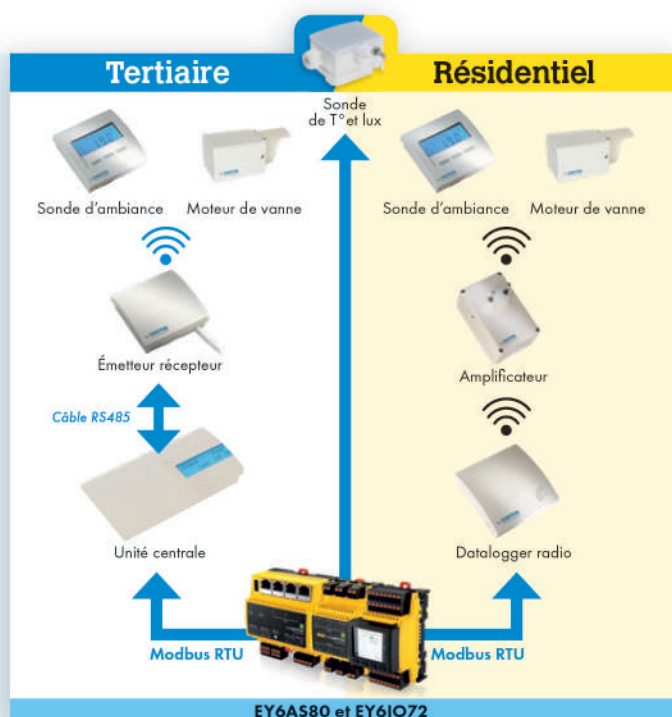 Tertiaire
Résidentiel
Sonde
de T° et lux
Sonde d'ambiance
Moteur de vanne
Sonde d'ambiance
Moteur de vanne
Émetteur récepteur
Amplificateur
Câble RS485
Unité centrale
Datalogger radio
Modbus RTU
Modbus RTU
EY6AS80 et EY6IO72